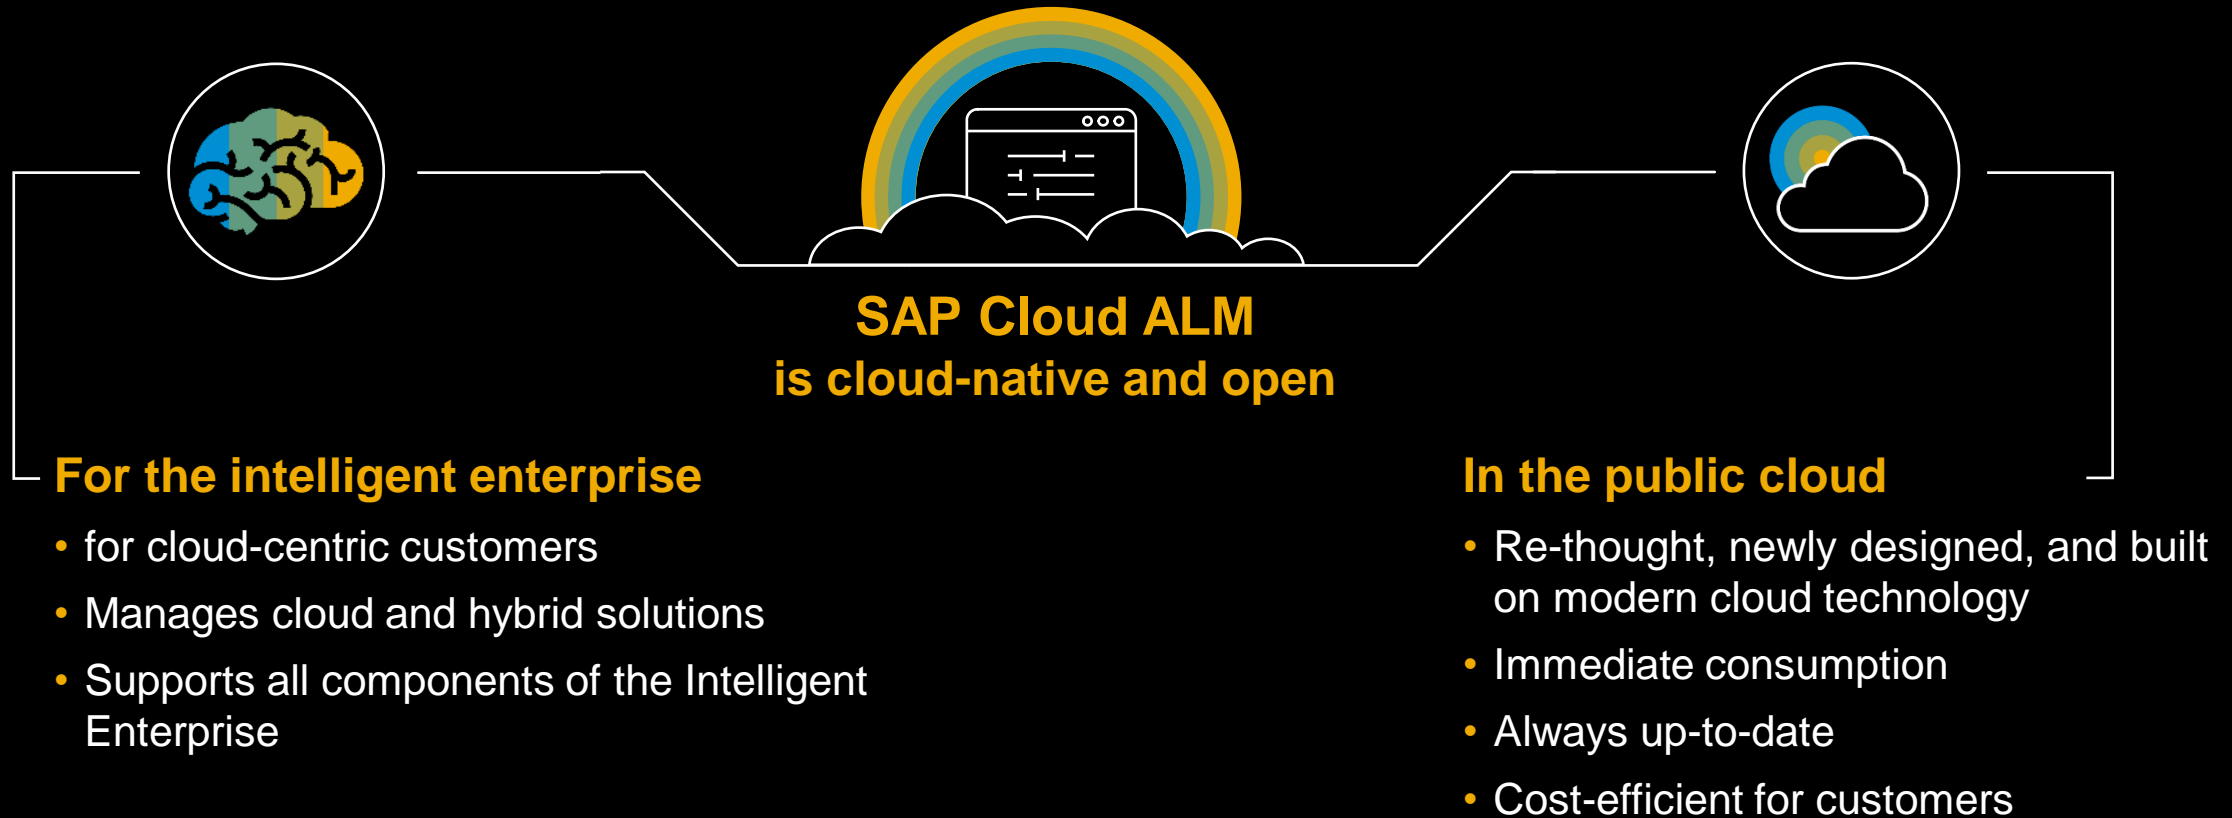 SAP Cloud ALM
is cloud-native and open
For the intelligent enterprise
• for cloud-centric customers
• Manages cloud and hybrid solutions
• Supports all components of the Intelligent
Enterprise
In the public cloud
• Re-thought, newly designed, and built
on modern cloud technology
• Immediate consumption
• Always up-to-date
• Cost-efficient for customers